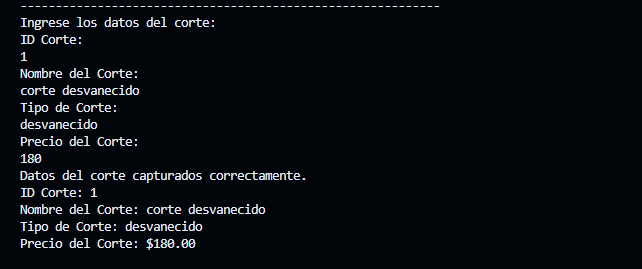 ------------------------------------------------------------
Ingrese los datos del corte:
ID Corte:
1
Nombre del Corte:
corte desvanecido
Tipo de Corte:
desvanecido
Precio del Corte:
180
Datos del corte capturados correctamente.
ID Corte: 1
Nombre del Corte: corte desvanecido
Tipo de Corte: desvanecido
Precio del Corte: $180.00